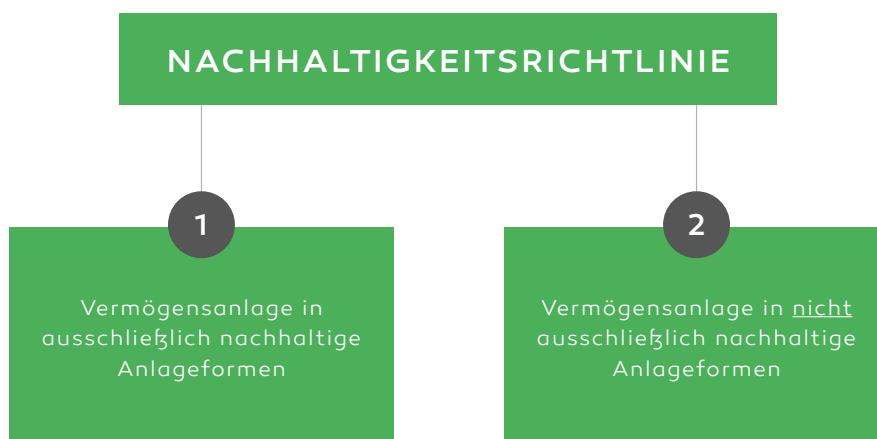 NACHHALTIGKEITSRICHTLINIE
1
Vermögensanlage in
ausschließlich nachhaltige
Anlageformen
2
Vermögensanlage in nicht
ausschließlich nachhaltige
Anlageformen